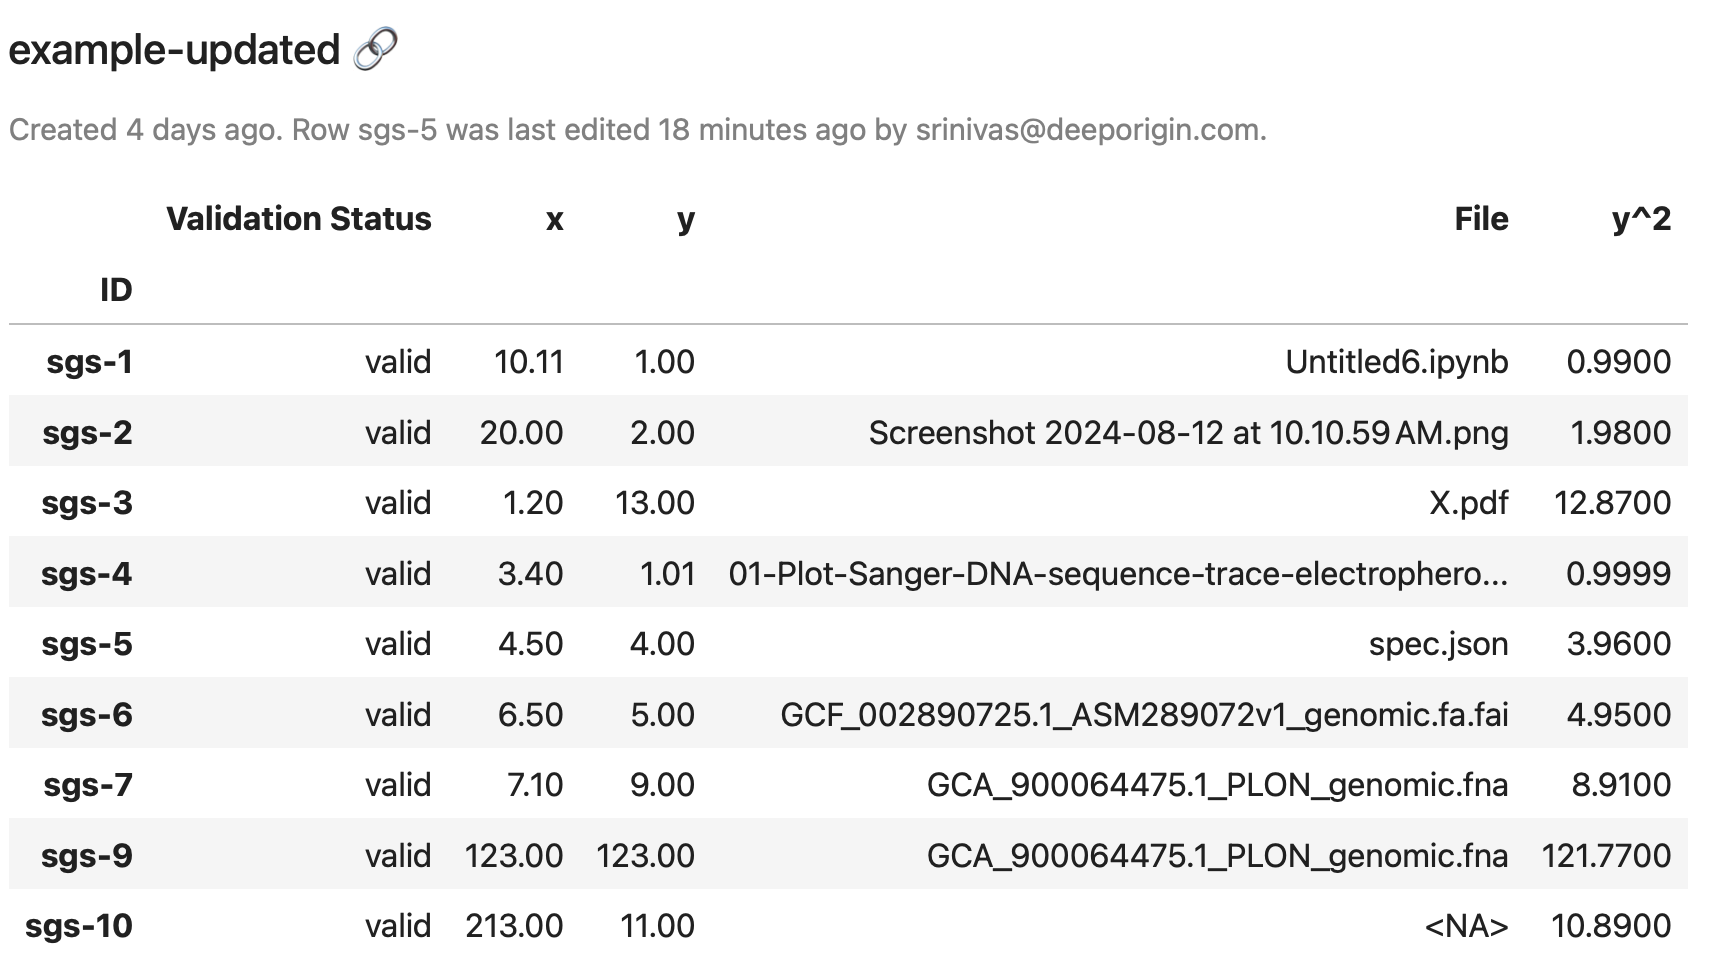 example-updated 🔗
Created 4 days ago. Row sgs-5 was last edited 18 minutes ago by srinivas@deeporigin.com.
Validation Status x y File y^2
ID
sgs-1 valid 10.11 1.00 Untitled6.ipynb 0.9900
sgs-2 valid 20.00 2.00 Screenshot 2024-08-12 at 10.10.59 AM.png 1.9800
sgs-3 valid 1.20 13.00 X.pdf 12.8700
sgs-4 valid 3.40 1.01 01-Plot-Sanger-DNA-sequence-trace-electrophero... 0.9999
sgs-5 valid 4.50 4.00 spec.json 3.9600
sgs-6 valid 6.50 5.00 GCF_002890725.1_ASM289072v1_genomic.fa.fai 4.9500
sgs-7 valid 7.10 9.00 GCA_900064475.1_PLON_genomic.fna 8.9100
sgs-9 valid 123.00 123.00 GCA_900064475.1_PLON_genomic.fna 121.7700
sgs-10 valid 213.00 11.00 <NA> 10.8900